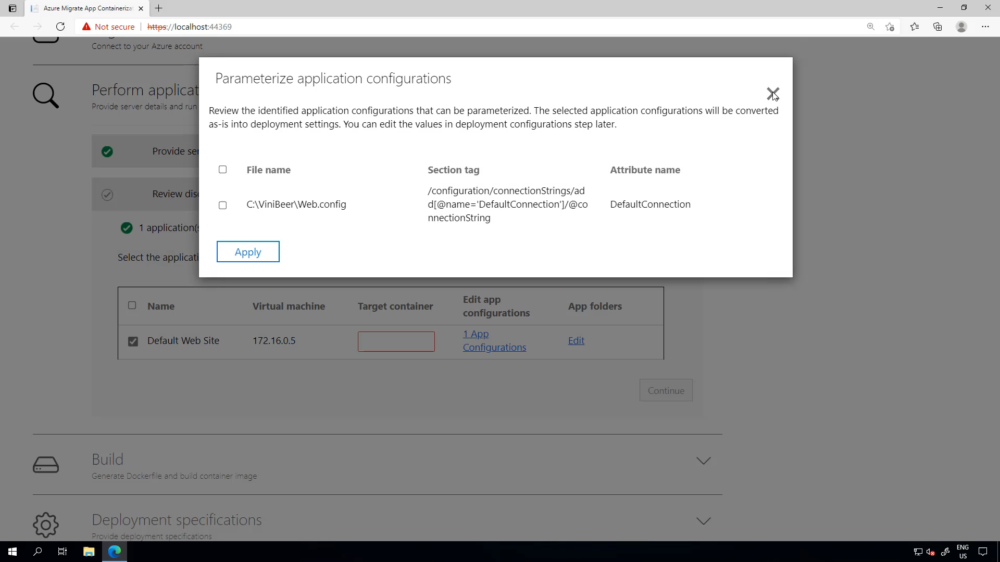 Azure Migrate App Containeriza
Not secure
https://localhost:44369
Connect to your Azure account
Parameterize application configurations
Perform applicat
Provide server details and run
Review the identified application configurations that can be parameterized. The selected application configurations will be converted
as-is into deployment settings. You can edit the values in deployment configurations step later.
Provide ser
File name
Section tag
Attribute name
Review disc
C:\ViniBeer\Web.config
/configuration/connectionStrings/ad
d[@name='DefaultConnection']/@co
nnectionString
DefaultConnection
1 application(s
Apply
Select the applicati
Name
Virtual machine
Target container
Edit app
configurations
App folders
Default Web Site
172.16.0.5
1 App
Configurations
Edit
Continue
Build
Generate Dockerfile and build container image
Deployment specifications
Provide deployment specifications
ENG
US